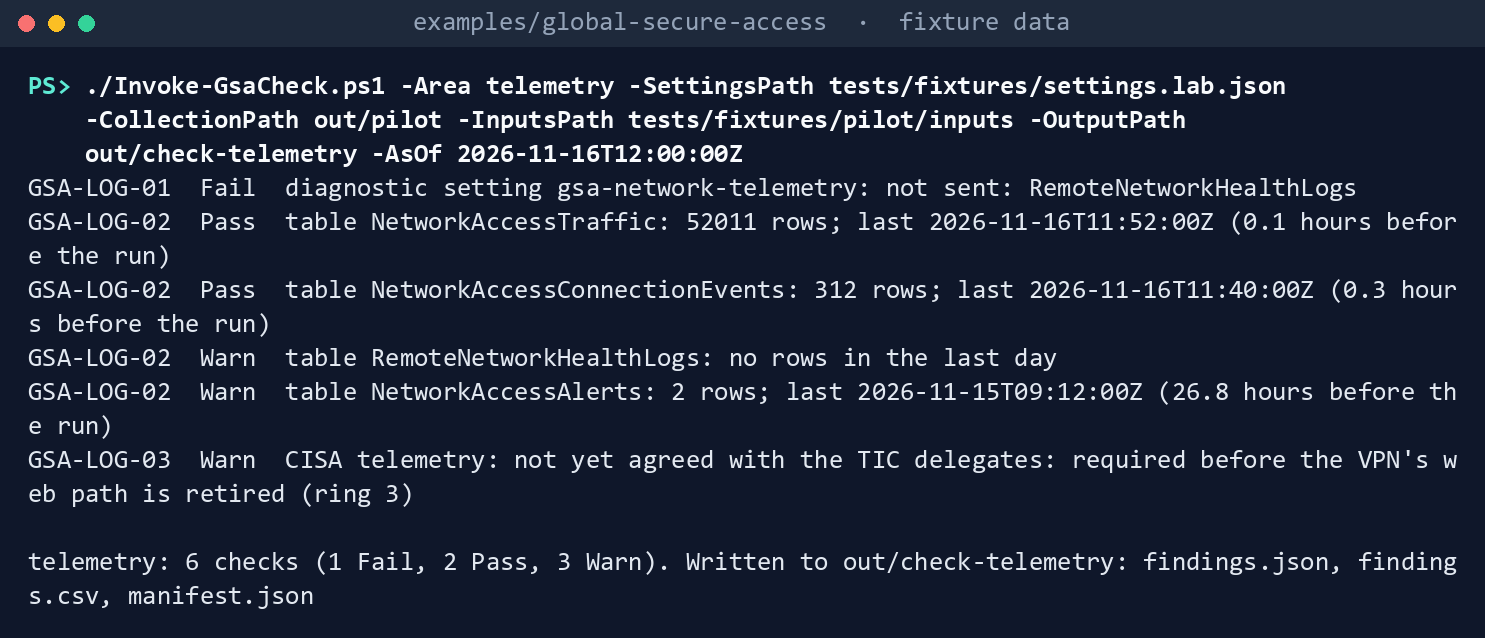 examples/global-secure-access · fixture data
PS> ./Invoke-GsaCheck.ps1 -Area telemetry -SettingsPath tests/fixtures/settings.lab.json
-CollectionPath out/pilot -InputsPath tests/fixtures/pilot/inputs -OutputPath
out/check-telemetry -AsOf 2026-11-16T12:00:00Z
GSA-LOG-01  Fail  diagnostic setting gsa-network-telemetry: not sent: RemoteNetworkHealthLogs
GSA-LOG-02  Pass  table NetworkAccessTraffic: 52011 rows; last 2026-11-16T11:52:00Z (0.1 hours befor
e the run)
GSA-LOG-02  Pass  table NetworkAccessConnectionEvents: 312 rows; last 2026-11-16T11:40:00Z (0.3 hour
s before the run)
GSA-LOG-02  Warn  table RemoteNetworkHealthLogs: no rows in the last day
GSA-LOG-02  Warn  table NetworkAccessAlerts: 2 rows; last 2026-11-15T09:12:00Z (26.8 hours before th
e run)
GSA-LOG-03  Warn  CISA telemetry: not yet agreed with the TIC delegates: required before the VPN's w
eb path is retired (ring 3)
telemetry: 6 checks (1 Fail, 2 Pass, 3 Warn). Written to out/check-telemetry: findings.json, finding
s.csv, manifest.json